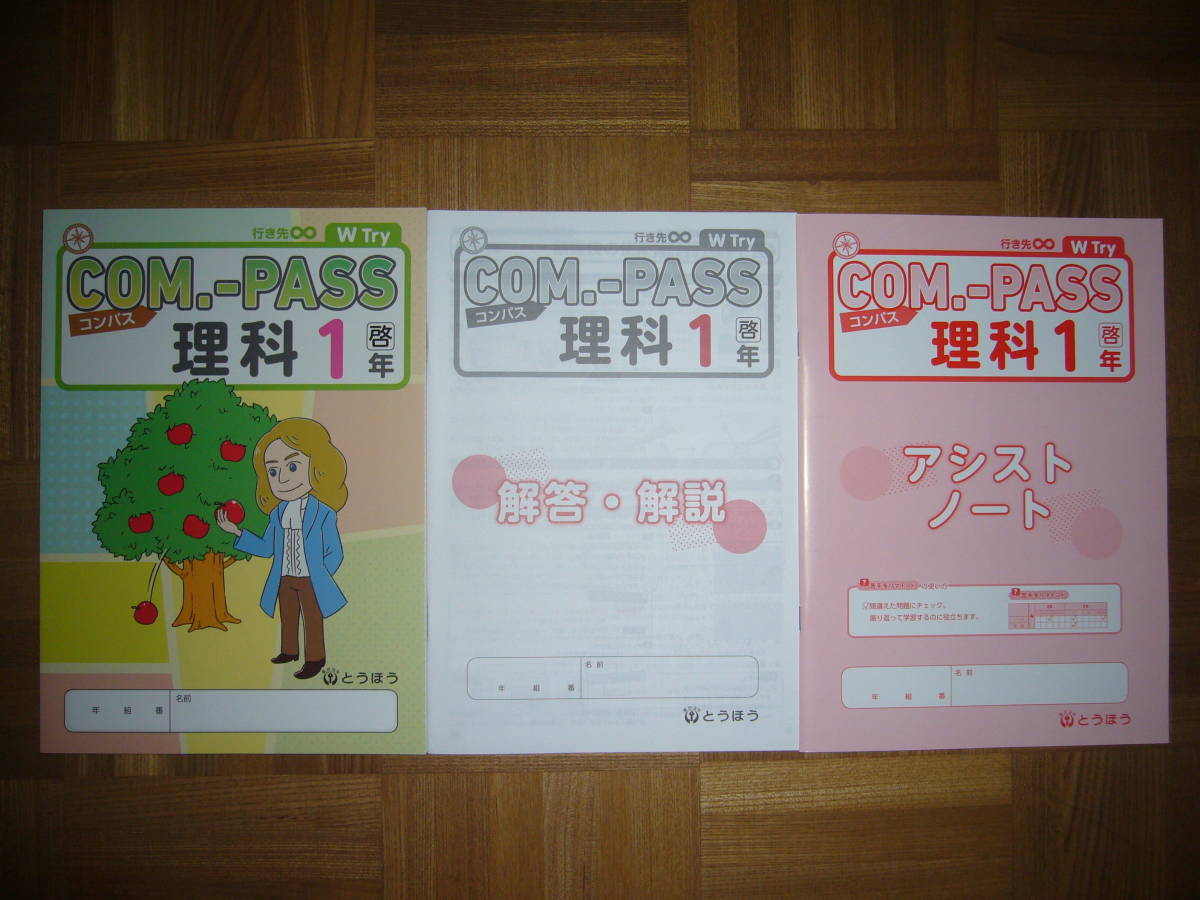 行き先∞ W Try
COM.-PASS
コンパス
理科 1 啓
年
とうほう
年 組 番 名前
行き先∞ W Try
COM.-PASS
コンパス
理科 1 啓
年
解答・解説
年 組 番 名前
とうほう
行き先∞ W Try
COM.-PASS
コンパス
理科 1 啓
年
アシスト
ノート
間違えた問題にチェック。
振り返って学習するのに役立ちます。
年 組 番 名前
とうほう